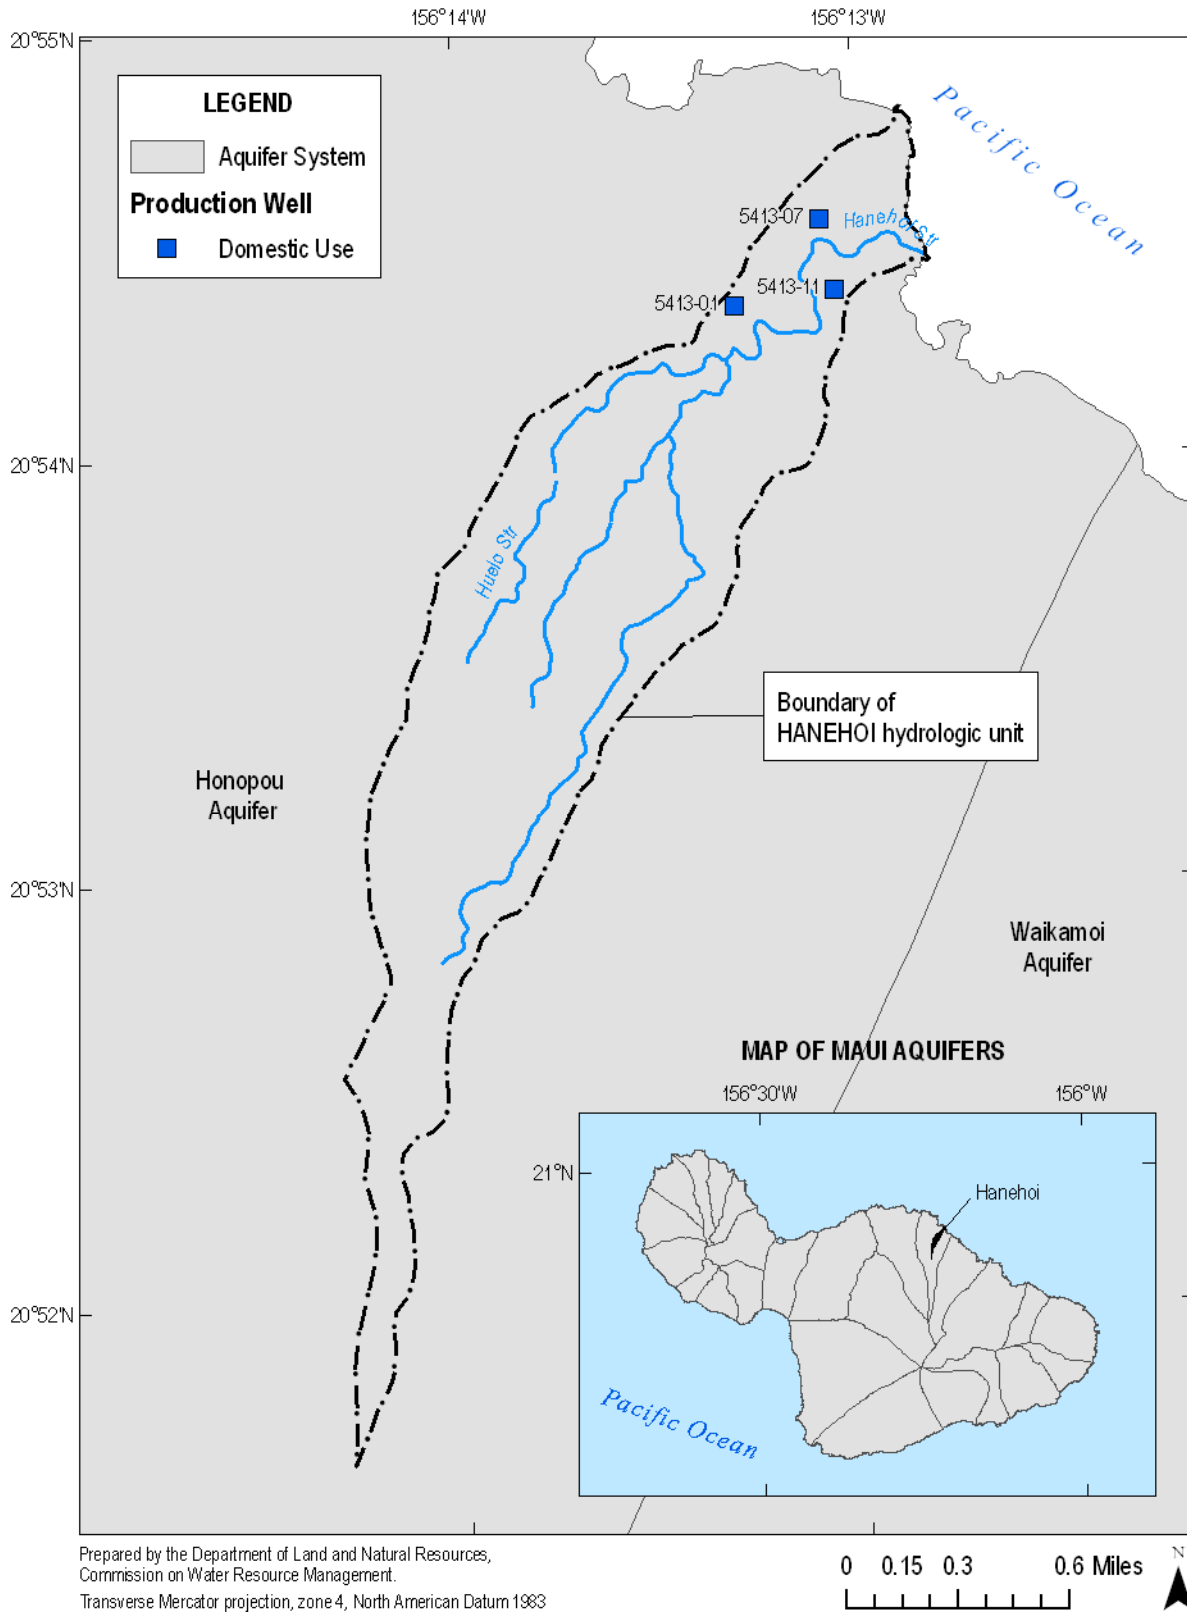 156°14'W
156°13'W
20°55'N
LEGEND
Aquifer System
Production Well
Domestic Use
Pacific Ocean
5413-07
Hanehoi Str
5413-11
5413-01
20°54'N
Huelo Str
Boundary of
HANEHOI hydrologic unit
Honopou
Aquifer
20°53'N
Waikamoi
Aquifer
MAP OF MAUI AQUIFERS
156°30'W
156°W
21°N
Hanehoi
20°52'N
Pacific Ocean
Prepared by the Department of Land and Natural Resources,
Commission on Water Resource Management.
Transverse Mercator projection, zone 4, North American Datum 1983
0 0.15 0.3 0.6 Miles
N